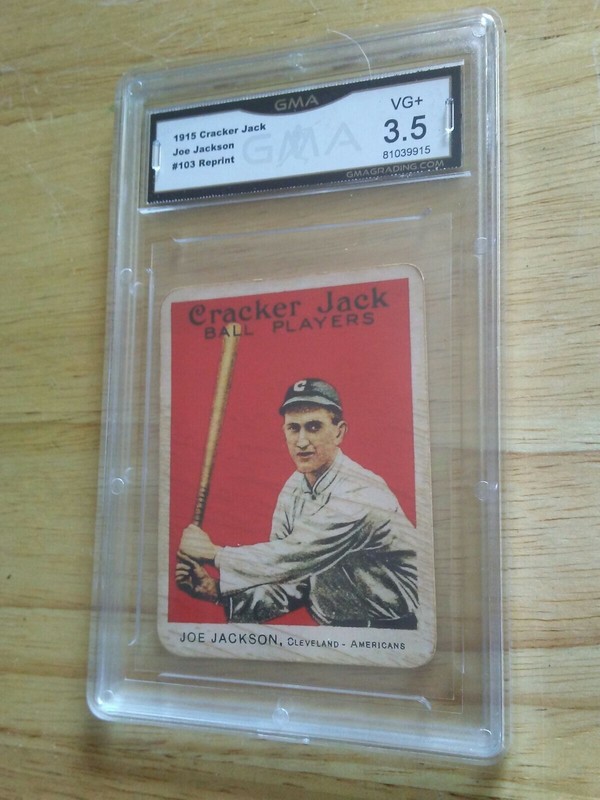 GMA
1915 Cracker Jack
Joe Jackson
#103 Reprint
GMA
VG+
3.5
81039915
GMAGRADING.COM
Cracker Jack
BALL PLAYERS
C
JOE JACKSON, CLEVELAND - AMERICANS